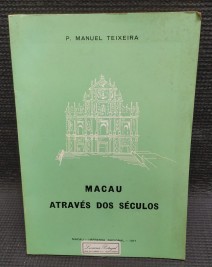 P. MANUEL TEIXEIRA
MACAU
ATRAVÉS DOS SÉCULOS